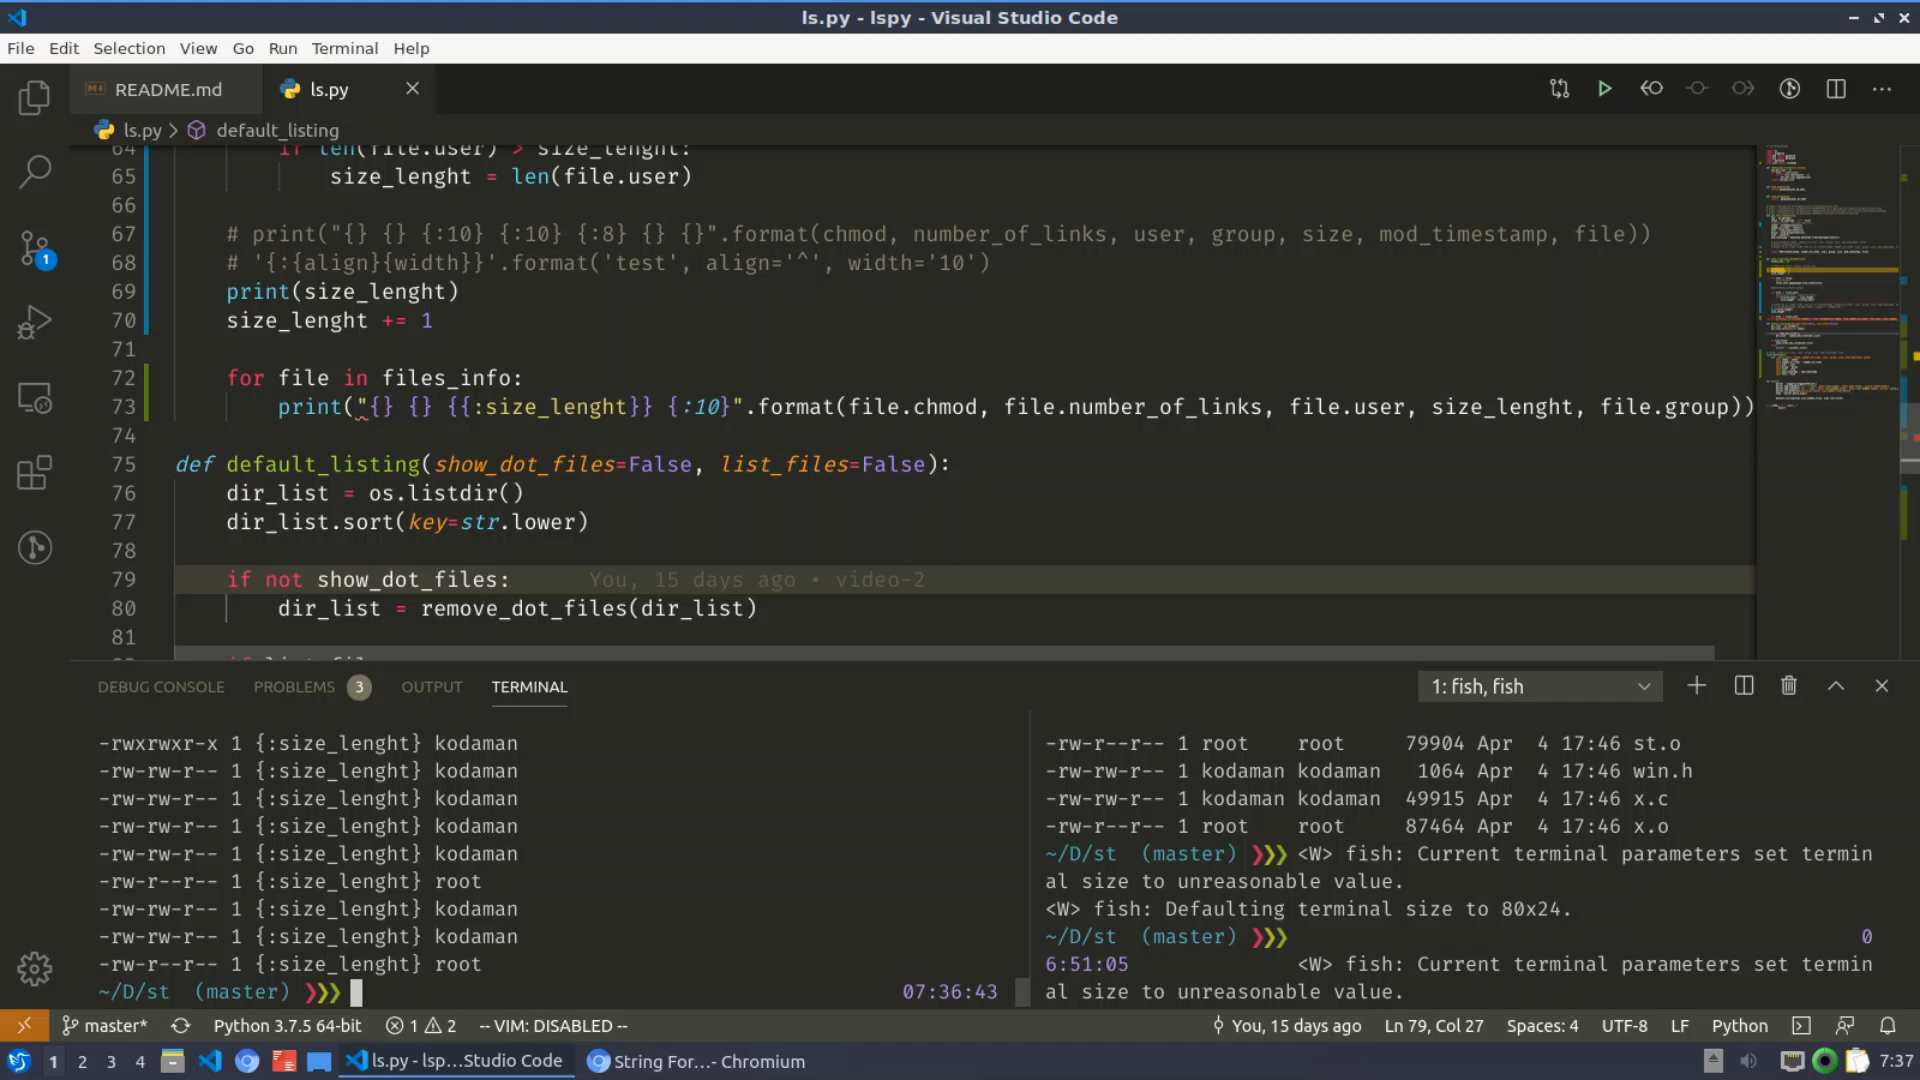 ls.py - lspy - Visual Studio Code
File Edit Selection View Go Run Terminal Help
README.md
ls.py
ls.py > default_listing
64 if len(file.user) > size_lenght:
65 size_lenght = len(file.user)
66
67 # print("{} {} {:10} {:10} {:8} {} {}".format(chmod, number_of_links, user, group, size, mod_timestamp, file))
68 # '{:{align}{width}}'.format('test', align='^', width='10')
69 print(size_lenght)
70 size_lenght += 1
71
72 for file in files_info:
73 print("{} {} {{:size_lenght}} {:10}".format(file.chmod, file.number_of_links, file.user, size_lenght, file.group))
74
75 def default_listing(show_dot_files=False, list_files=False):
76 dir_list = os.listdir()
77 dir_list.sort(key=str.lower)
78
79 if not show_dot_files: You, 15 days ago • video-2
80 dir_list = remove_dot_files(dir_list)
81
DEBUG CONSOLE PROBLEMS 3 OUTPUT TERMINAL
1: fish, fish
-rwxrwxr-x 1 {:size_lenght} kodaman
-rw-rw-r-- 1 {:size_lenght} kodaman
-rw-rw-r-- 1 {:size_lenght} kodaman
-rw-rw-r-- 1 {:size_lenght} kodaman
-rw-rw-r-- 1 {:size_lenght} kodaman
-rw-r--r-- 1 {:size_lenght} root
-rw-rw-r-- 1 {:size_lenght} kodaman
-rw-rw-r-- 1 {:size_lenght} kodaman
-rw-r--r-- 1 {:size_lenght} root
~/D/st (master) ❯❯❯ 07:36:43
-rw-r--r-- 1 root root 79904 Apr 4 17:46 st.o
-rw-rw-r-- 1 kodaman kodaman 1064 Apr 4 17:46 win.h
-rw-rw-r-- 1 kodaman kodaman 49915 Apr 4 17:46 x.c
-rw-r--r-- 1 root root 87464 Apr 4 17:46 x.o
~/D/st (master) ❯❯❯ <W> fish: Current terminal parameters set termin
al size to unreasonable value.
<W> fish: Defaulting terminal size to 80x24.
~/D/st (master) ❯❯❯ 0
6:51:05 <W> fish: Current terminal parameters set termin
al size to unreasonable value.
1
master* Python 3.7.5 64-bit 1 2 -- VIM: DISABLED -- You, 15 days ago Ln 79, Col 27 Spaces: 4 UTF-8 LF Python
1 2 3 4 ls.py - lsp...Studio Code String For...- Chromium 7:37